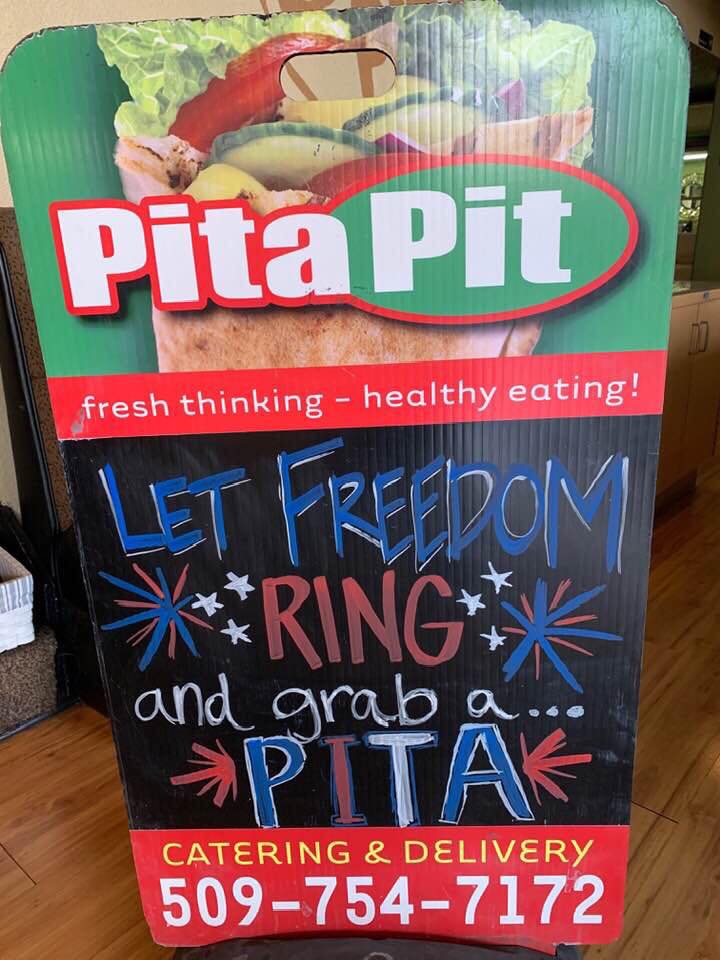 Pita Pit
fresh thinking – healthy eating!
LET FREEDOM
RING
and grab a...
PITA
CATERING & DELIVERY
509-754-7172